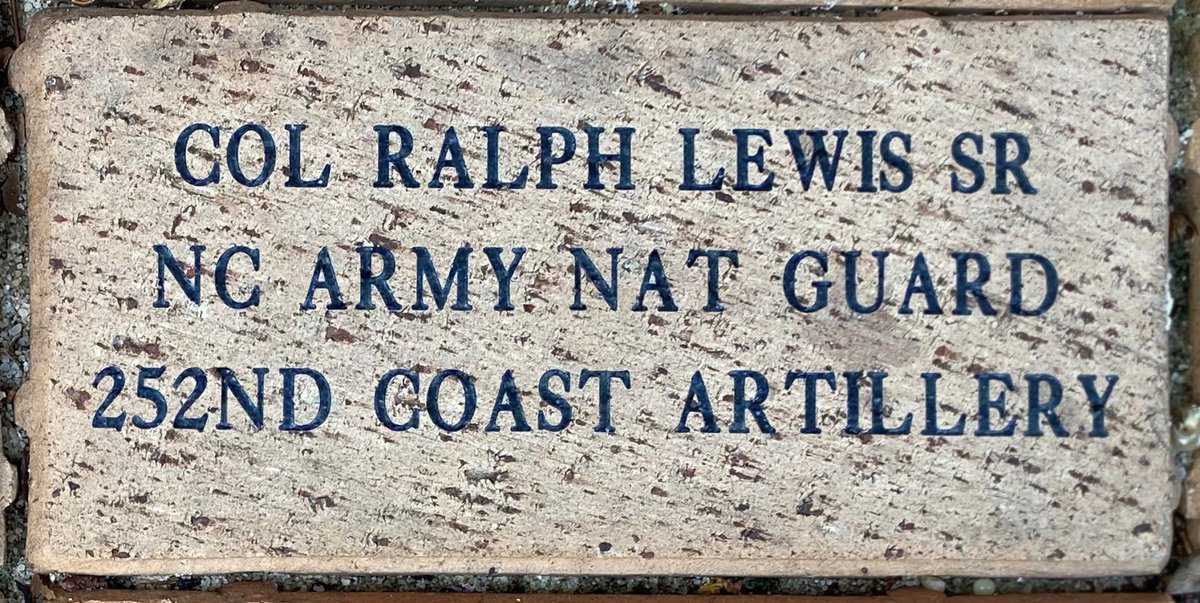 COL RALPH LEWIS SR
NC ARMY NAT GUARD
252ND COAST ARTILLERY